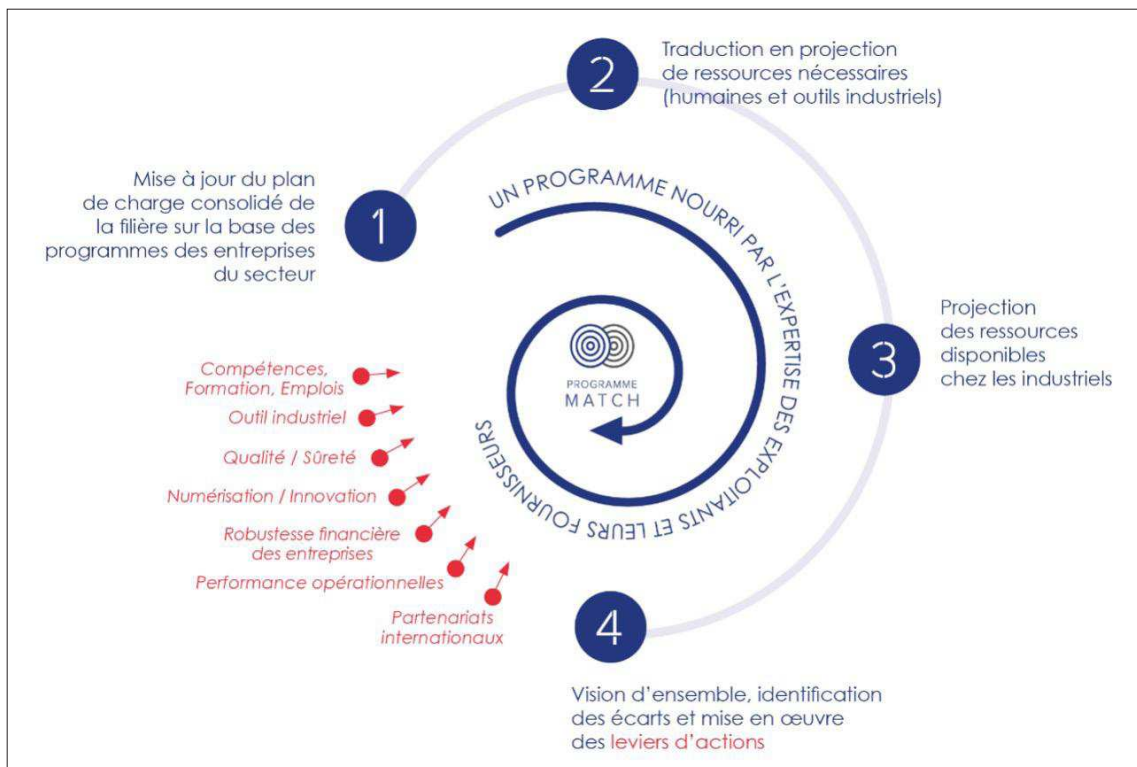 2
Traduction en projection
de ressources nécessaires
(humaines et outils industriels)
Mise à jour du plan
de charge consolidé de
la filière sur la base des
programmes des entreprises
du secteur
1
UN PROGRAMME NOURRI PAR L'EXPERTISE DES EXPLOITANTS ET LEURS FOURNISSEURS
PROGRAMME
MATCH
3
Projection
des ressources
disponibles
chez les industriels
Compétences,
Formation, Emplois
Outil industriel
Qualité / Sûreté
Numérisation / Innovation
Robustesse financière
des entreprises
Performance opérationnelles
Partenariats
internationaux
4
Vision d'ensemble, identification
des écarts et mise en œuvre
des leviers d'actions